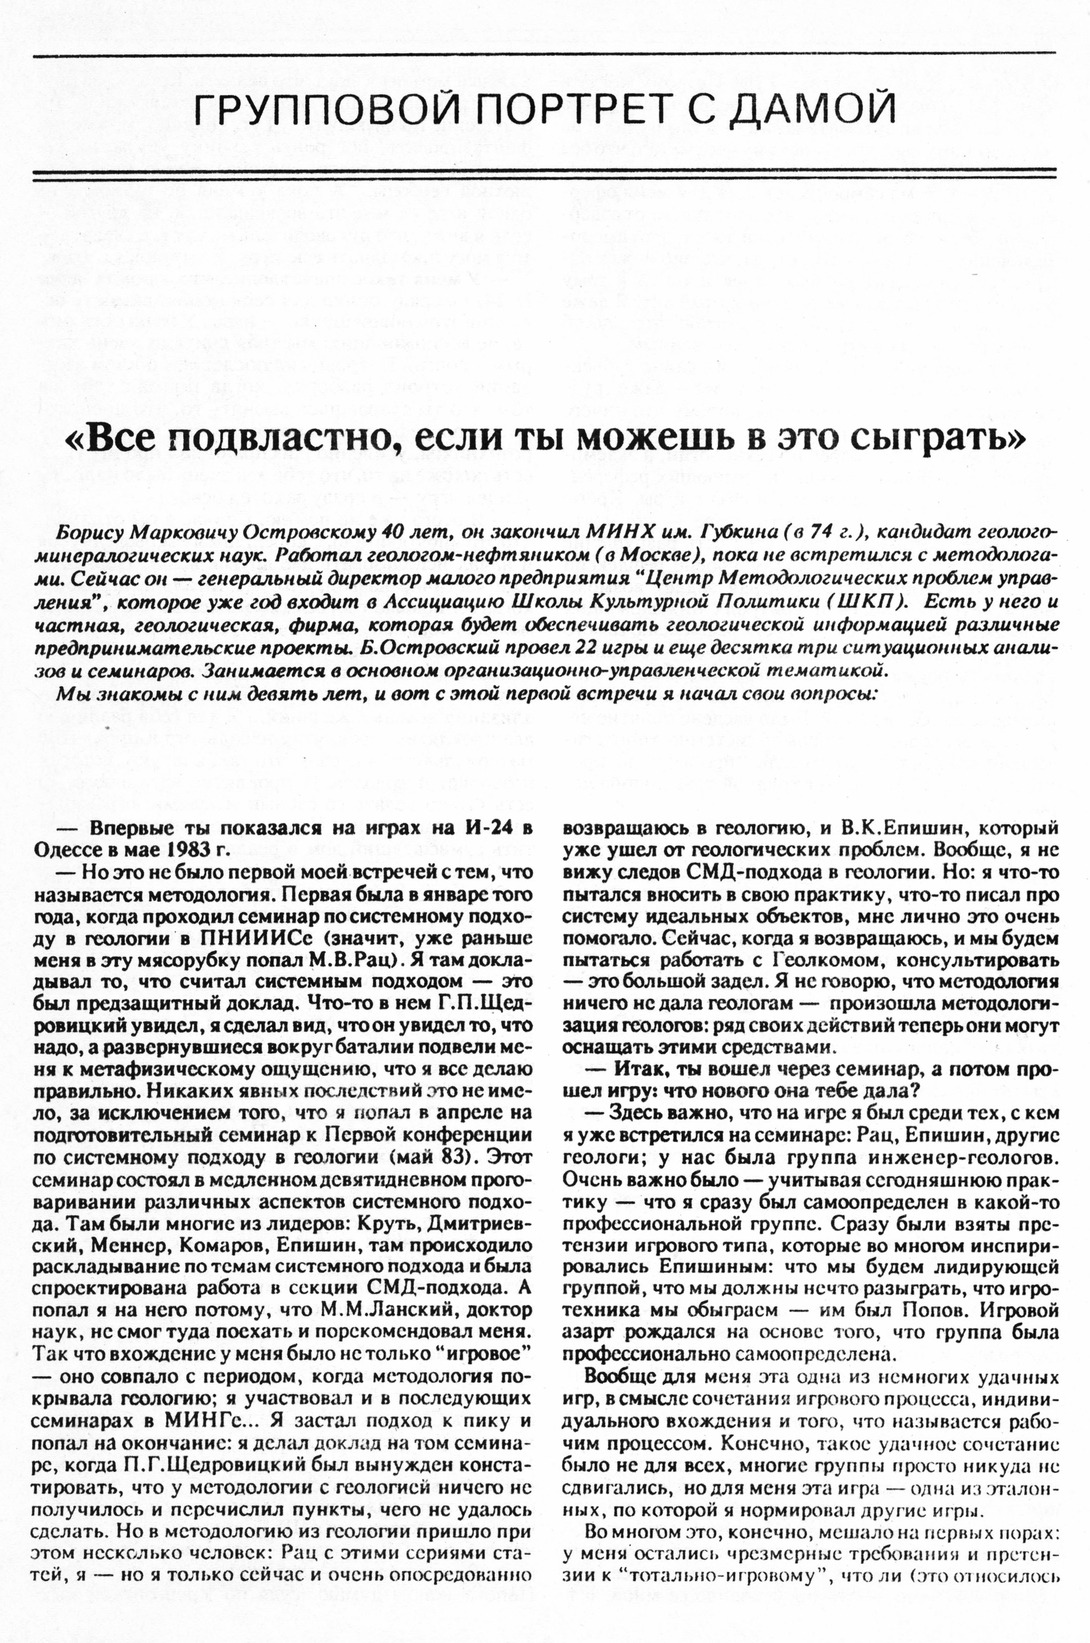 ГРУППОВОЙ ПОРТРЕТ С ДАМОЙ
«Все подвластно, если ты можешь в это сыграть»
Борису Марковичу Островскому 40 лет, он закончил МИНХ им. Губкина (в 74 г.), кандидат геолого-
минералогических наук. Работал геологом-нефтяником (в Москве), пока не встретился с методолога-
ми. Сейчас он — генеральный директор малого предприятия "Центр Методологических проблем управ-
ления", которое уже год входит в Ассициацию Школы Культурной Политики (ШКП). Есть у него и
частная, геологическая, фирма, которая будет обеспечивать геологической информацией различные
предпринимательские проекты. Б.Островский провел 22 игры и еще десятка три ситуационных анали-
зов и семинаров. Занимается в основном организационно-управленческой тематикой.
Мы знакомы с ним девять лет, и вот с этой первой встречи я начал свои вопросы:
— Впервые ты показался на играх на И-24 в
Одессе в мае 1983 г.
— Но это не было первой моей встречей с тем, что
называется методология. Первая была в январе того
года, когда проходил семинар по системному подхо-
ду в геологии в ПНИИИСе (значит, уже раньше
меня в эту мясорубку попал М.В.Рац). Я там докла-
дывал то, что считал системным подходом — это
был предзащитный доклад. Что-то в нем Г.П.Щед-
ровицкий увидел, я сделал вид, что он увидел то, что
надо, а развернувшиеся вокруг баталии подвели ме-
ня к метафизическому ощущению, что я все делаю
правильно. Никаких явных последствий это не име-
ло, за исключением того, что я попал в апреле на
подготовительный семинар к Первой конференции
по системному подходу в геологии (май 83). Этот
семинар состоял в медленном девятидневном прого-
варивании различных аспектов системного подхо-
да. Там были многие из лидеров: Круть, Дмитриев-
ский, Меннер, Комаров, Епишин, там происходило
раскладывание по темам системного подхода и была
спроектирована работа в секции СМД-подхода. А
попал я на него потому, что М.М.Ланский, доктор
наук, не смог туда поехать и порекомендовал меня.
Так что вхождение у меня было не только "игровое"
— оно совпало с периодом, когда методология по-
крывала геологию; я участвовал и в последующих
семинарах в МИНГе... Я застал подход к пику и
попал на окончание: я делал доклад на том семина-
ре, когда П.Г.Щедровицкий был вынужден конста-
тировать, что у методологии с геологией ничего не
получилось и перечислил пункты, чего не удалось
сделать. Но в методологию из геологии пришло при
этом несколько человек: Рац с этими сериями ста-
тей, я — но я только сейчас и очень опосредованно
возвращаюсь в геологию, и В.К.Епишин, который
уже ушел от геологических проблем. Вообще, я не
вижу следов СМД-подхода в геологии. Но: я что-то
пытался вносить в свою практику, что-то писал про
систему идеальных объектов, мне лично это очень
помогало. Сейчас, когда я возвращаюсь, и мы будем
пытаться работать с Геолкомом, консультировать
— это большой задел. Я не говорю, что методология
ничего не дала геологам — произошла методологи-
зация геологов: ряд своих действий теперь они могут
оснащать этими средствами.
— Итак, ты вошел через семинар, а потом про-
шел игру: что нового она тебе дала?
— Здесь важно, что на игре я был среди тех, с кем
я уже встретился на семинаре: Рац, Епишин, другие
геологи; у нас была группа инженер-геологов.
Очень важно было — учитывая сегодняшнюю прак-
тику — что я сразу был самоопределен в какой-то
профессиональной группе. Сразу были взяты пре-
тензии игрового типа, которые во многом инспири-
ровались Епишиным: что мы будем лидирующей
группой, что мы должны нечто разыграть, что игро-
техника мы обыграем — им был Попов. Игровой
азарт рождался на основе того, что группа была
профессионально самоопределена.
Вообще для меня эта одна из немногих удачных
игр, в смысле сочетания игрового процесса, индиви-
дуального вхождения и того, что называется рабо-
чим процессом. Конечно, такое удачное сочетание
было не для всех, многие группы просто никуда не
сдвигались, но для меня эта игра — одна из эталон-
ных, по которой я нормировал другие игры.
Во многом это, конечно, мешало на первых порах:
у меня остались чрезмерные требования и претен-
зии к "тотально-игровому", что ли (это относилось